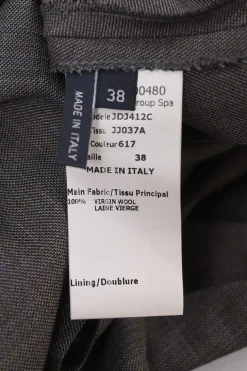 38
MADE IN ITALY
00480
roup Spa
Modele JDJ412C
Tissu JJ037A
Couleur 617
aille 38
MADE IN ITALY
Main Fabric/Tissu Principal
100% VIRGIN WOOL
LAINE VIERGE
Lining/Doublure